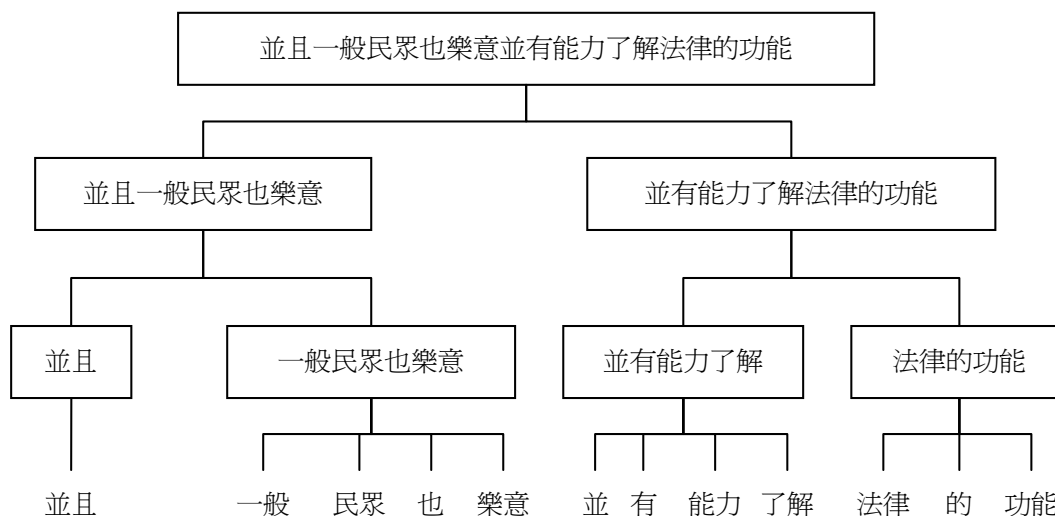 並且一般民眾也樂意並有能力了解法律的功能
並且一般民眾也樂意
並有能力了解法律的功能
並且
一般民眾也樂意
並有能力了解
法律的功能
並且 一般 民眾 也 樂意 並 有 能力 了解 法律 的 功能